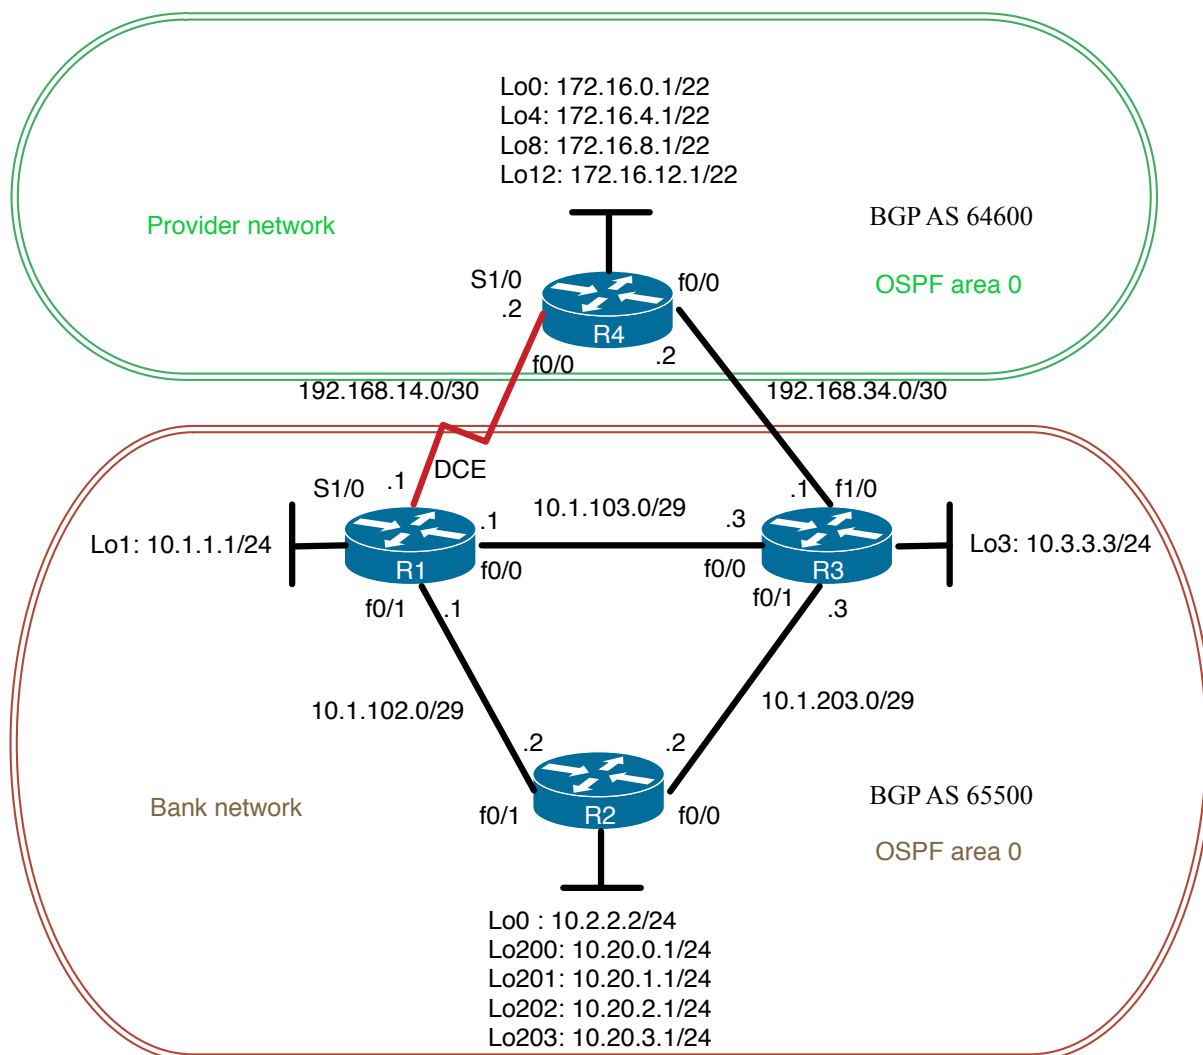 Lo0: 172.16.0.1/22
Lo4: 172.16.4.1/22
Lo8: 172.16.8.1/22
Lo12: 172.16.12.1/22
Provider network
BGP AS 64600
OSPF area 0
S1/0
f0/0
.2
R4
f0/0
.2
192.168.14.0/30
192.168.34.0/30
DCE
S1/0
.1
.1
f1/0
10.1.103.0/29
.1
.3
Lo1: 10.1.1.1/24
Lo3: 10.3.3.3/24
R1
f0/0
f0/0
R3
f0/1
.1
f0/1
.3
10.1.102.0/29
10.1.203.0/29
.2
.2
Bank network
BGP AS 65500
f0/1
R2
f0/0
OSPF area 0
Lo0 : 10.2.2.2/24
Lo200: 10.20.0.1/24
Lo201: 10.20.1.1/24
Lo202: 10.20.2.1/24
Lo203: 10.20.3.1/24